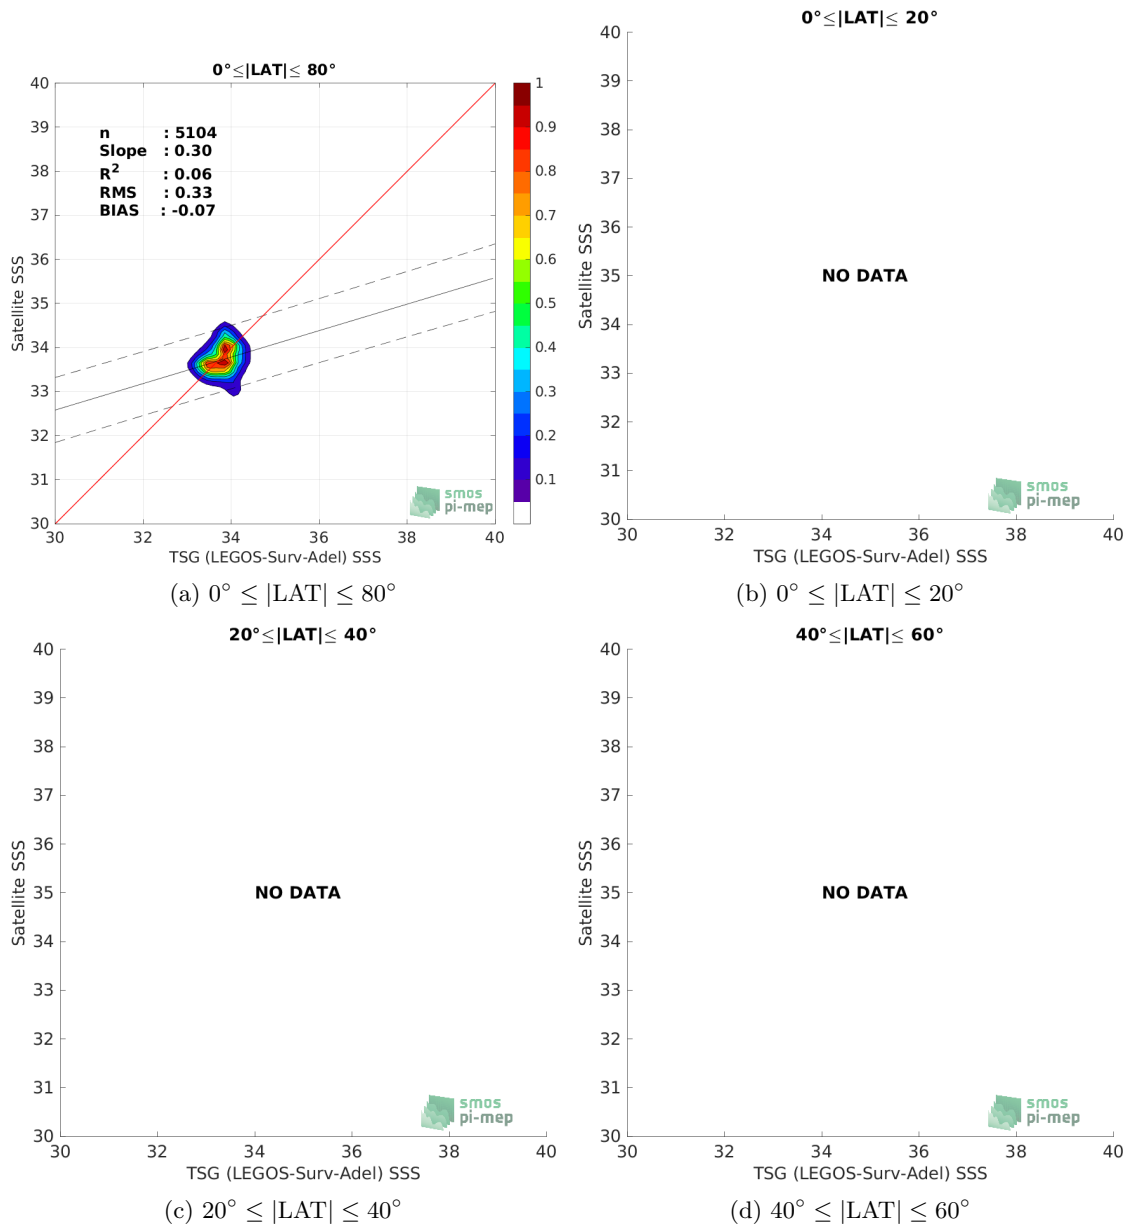 0°≤|LAT|≤ 80°
40
39
38
37
36
35
34
33
32
31
30
n : 5104
Slope : 0.30
R² : 0.06
RMS : 0.33
BIAS : -0.07
1
0.9
0.8
0.7
0.6
0.5
0.4
0.3
0.2
0.1
Satellite SSS
smos
pi-mep
30 32 34 36 38 40
TSG (LEGOS-Surv-Adel) SSS
(a) 0° ≤ |LAT| ≤ 80°
0°≤|LAT|≤ 20°
40
39
38
37
36
35
34
33
32
31
30
Satellite SSS
NO DATA
smos
pi-mep
30 32 34 36 38 40
TSG (LEGOS-Surv-Adel) SSS
(b) 0° ≤ |LAT| ≤ 20°
20°≤|LAT|≤ 40°
40
39
38
37
36
35
34
33
32
31
30
Satellite SSS
NO DATA
smos
pi-mep
30 32 34 36 38 40
TSG (LEGOS-Surv-Adel) SSS
(c) 20° ≤ |LAT| ≤ 40°
40°≤|LAT|≤ 60°
40
39
38
37
36
35
34
33
32
31
30
Satellite SSS
NO DATA
smos
pi-mep
30 32 34 36 38 40
TSG (LEGOS-Surv-Adel) SSS
(d) 40° ≤ |LAT| ≤ 60°